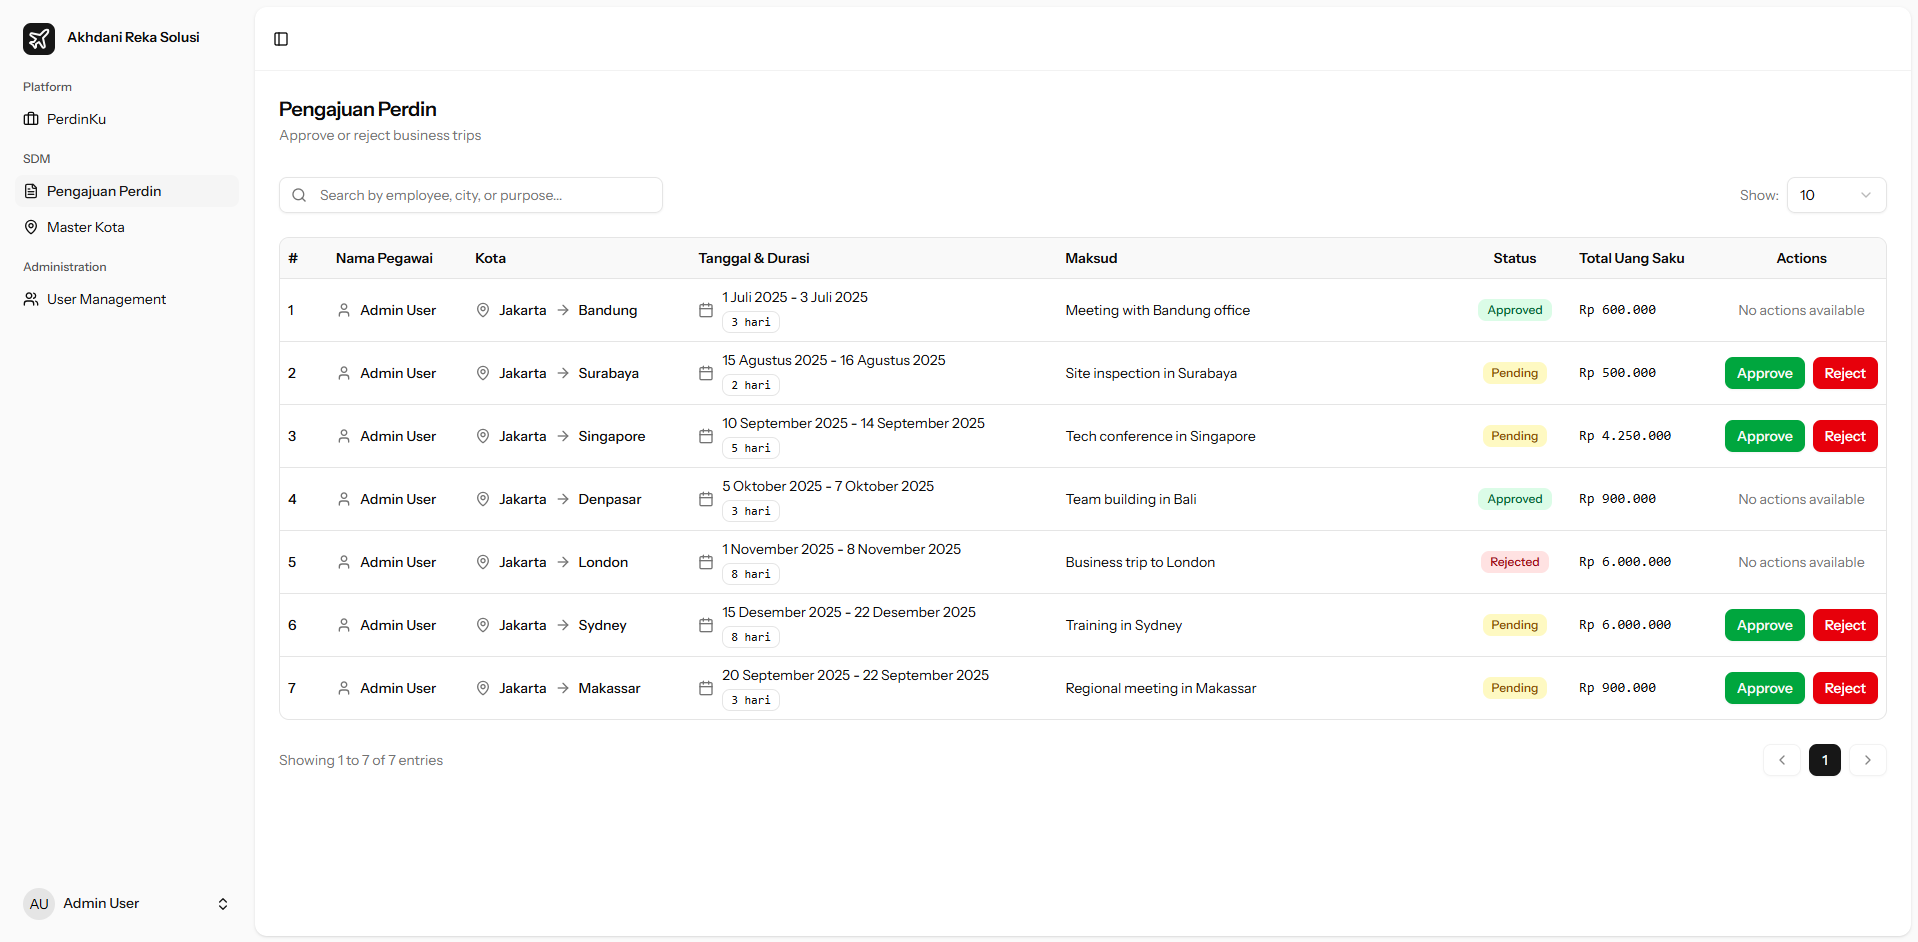 Akhdani Reka Solusi
Platform
PerdinKu
SDM
Pengajuan Perdin
Master Kota
Administration
User Management
AU Admin User
Pengajuan Perdin
Approve or reject business trips
Search by employee, city, or purpose...
Show: 10
# Nama Pegawai Kota Tanggal & Durasi Maksud Status Total Uang Saku Actions
1 Admin User Jakarta → Bandung 1 Juli 2025 - 3 Juli 2025 Meeting with Bandung office Approved Rp 600.000 No actions available
3 hari
2 Admin User Jakarta → Surabaya 15 Agustus 2025 - 16 Agustus 2025 Site inspection in Surabaya Pending Rp 500.000 Approve Reject
2 hari
3 Admin User Jakarta → Singapore 10 September 2025 - 14 September 2025 Tech conference in Singapore Pending Rp 4.250.000 Approve Reject
5 hari
4 Admin User Jakarta → Denpasar 5 Oktober 2025 - 7 Oktober 2025 Team building in Bali Approved Rp 900.000 No actions available
3 hari
5 Admin User Jakarta → London 1 November 2025 - 8 November 2025 Business trip to London Rejected Rp 6.000.000 No actions available
8 hari
6 Admin User Jakarta → Sydney 15 Desember 2025 - 22 Desember 2025 Training in Sydney Pending Rp 6.000.000 Approve Reject
8 hari
7 Admin User Jakarta → Makassar 20 September 2025 - 22 September 2025 Regional meeting in Makassar Pending Rp 900.000 Approve Reject
3 hari
Showing 1 to 7 of 7 entries
1